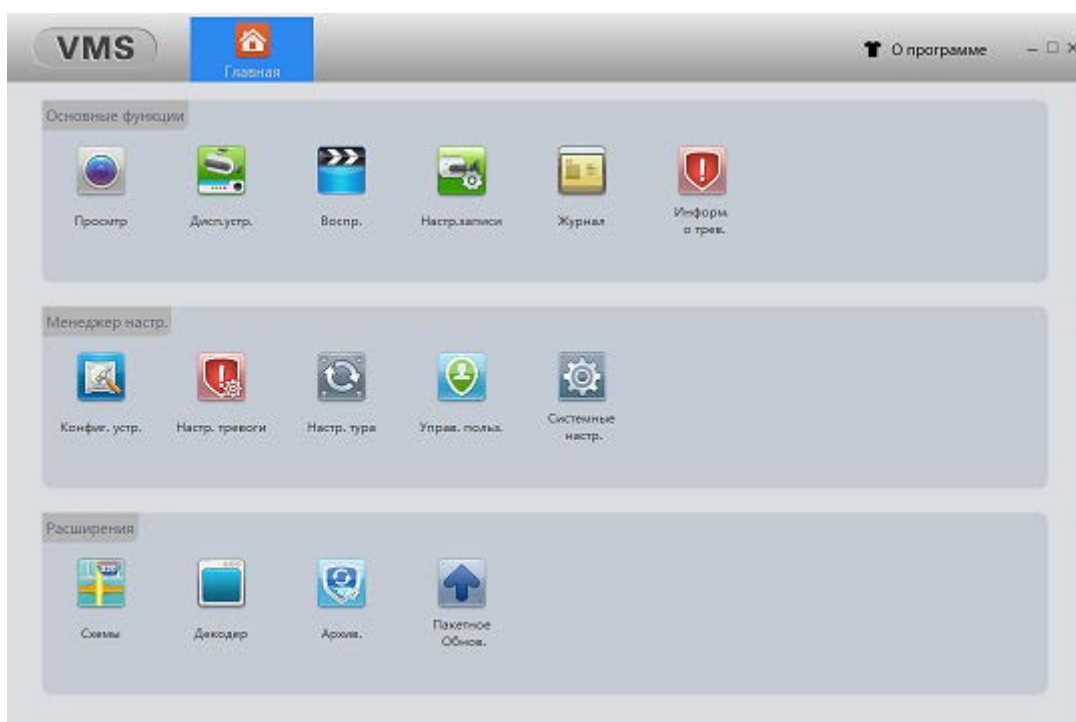 VMS
Главная
О программе
Основные функции
Просмтр
Дисп.устр.
Воспр.
Настр.записи
Журнал
Информ.
о трев.
Менеджер настр.
Конфиг. устр.
Настр. тревоги
Настр. тура
Управ. польз.
Системные
настр.
Расширения
Схемы
Декодер
Архив.
Пакетное
Обнов.